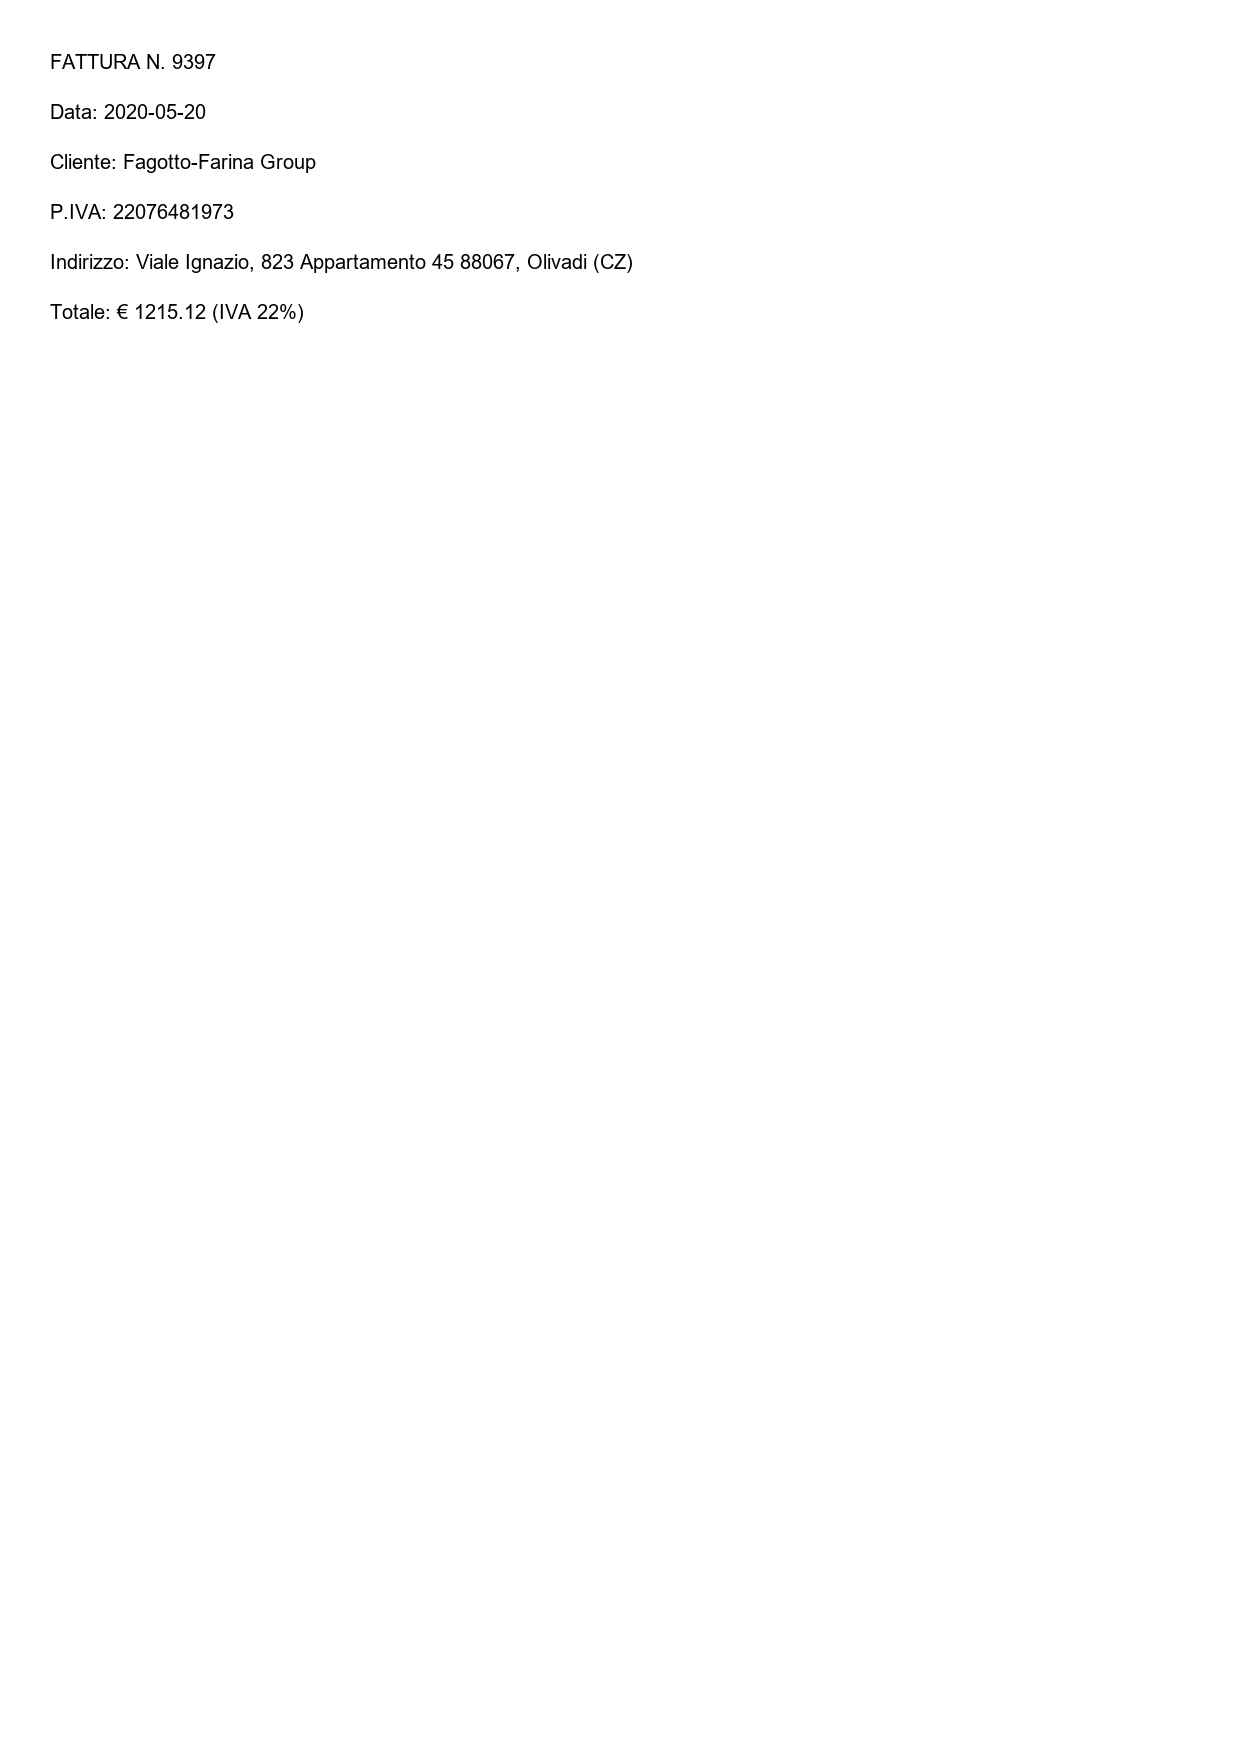 FATTURA N. 9397
Data: 2020-05-20
Cliente: Fagotto-Farina Group
P.IVA: 22076481973
Indirizzo: Viale Ignazio, 823 Appartamento 45 88067, Olivadi (CZ)
Totale: € 1215.12 (IVA 22%)